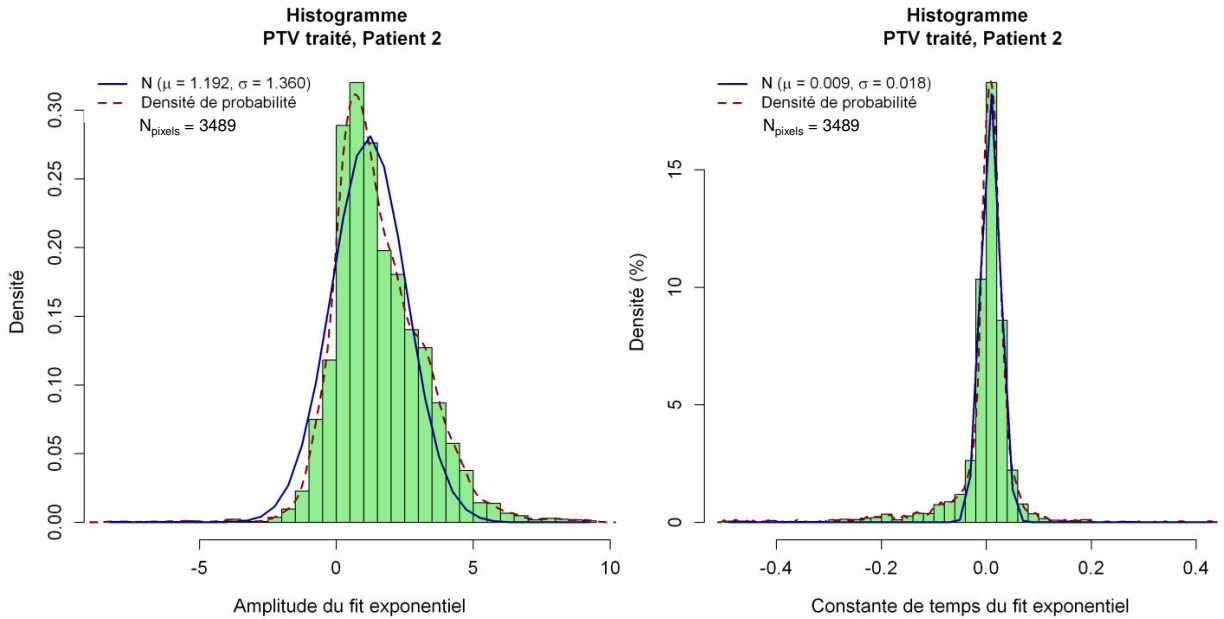 Histogramme
PTV traité, Patient 2
N (μ = 1.192, σ = 1.360)
Densité de probabilité
Npixels = 3489
Densité
0.00
0.05
0.10
0.15
0.20
0.25
0.30
-5
0
5
10
Amplitude du fit exponentiel
Histogramme
PTV traité, Patient 2
N (μ = 0.009, σ = 0.018)
Densité de probabilité
Npixels = 3489
Densité (%)
0
5
10
15
-0.4
-0.2
0.0
0.2
0.4
Constante de temps du fit exponentiel